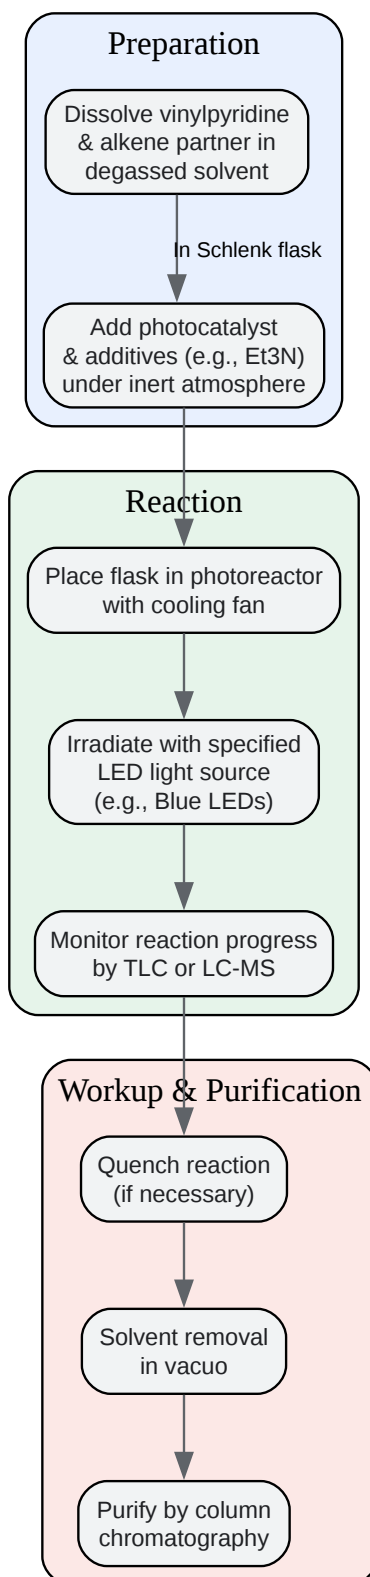 Preparation
Dissolve vinylpyridine
& alkene partner in
degassed solvent
In Schlenk flask
Add photocatalyst
& additives (e.g., Et3N)
under inert atmosphere
Reaction
Place flask in photoreactor
with cooling fan
Irradiate with specified
LED light source
(e.g., Blue LEDs)
Monitor reaction progress
by TLC or LC-MS
Workup & Purification
Quench reaction
(if necessary)
Solvent removal
in vacuo
Purify by column
chromatography